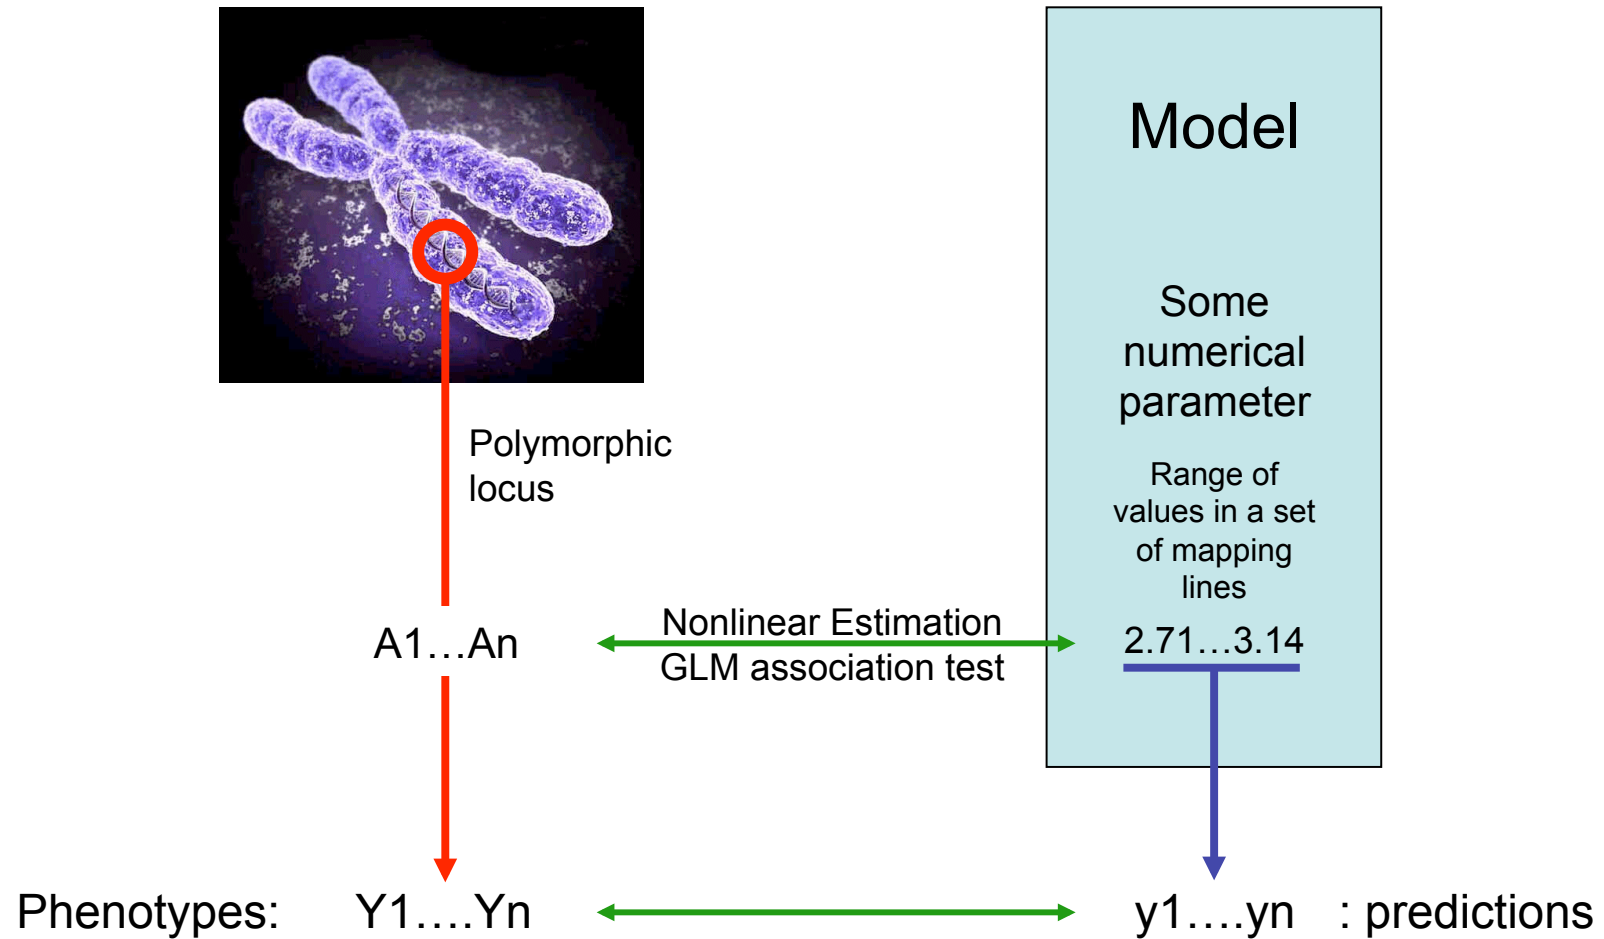 Model
Some
numerical
parameter
Polymorphic
locus
Range of
values in a set
of mapping
lines
A1…An
Nonlinear Estimation
GLM association test
2.71…3.14
Phenotypes: Y1….Yn
y1….yn : predictions